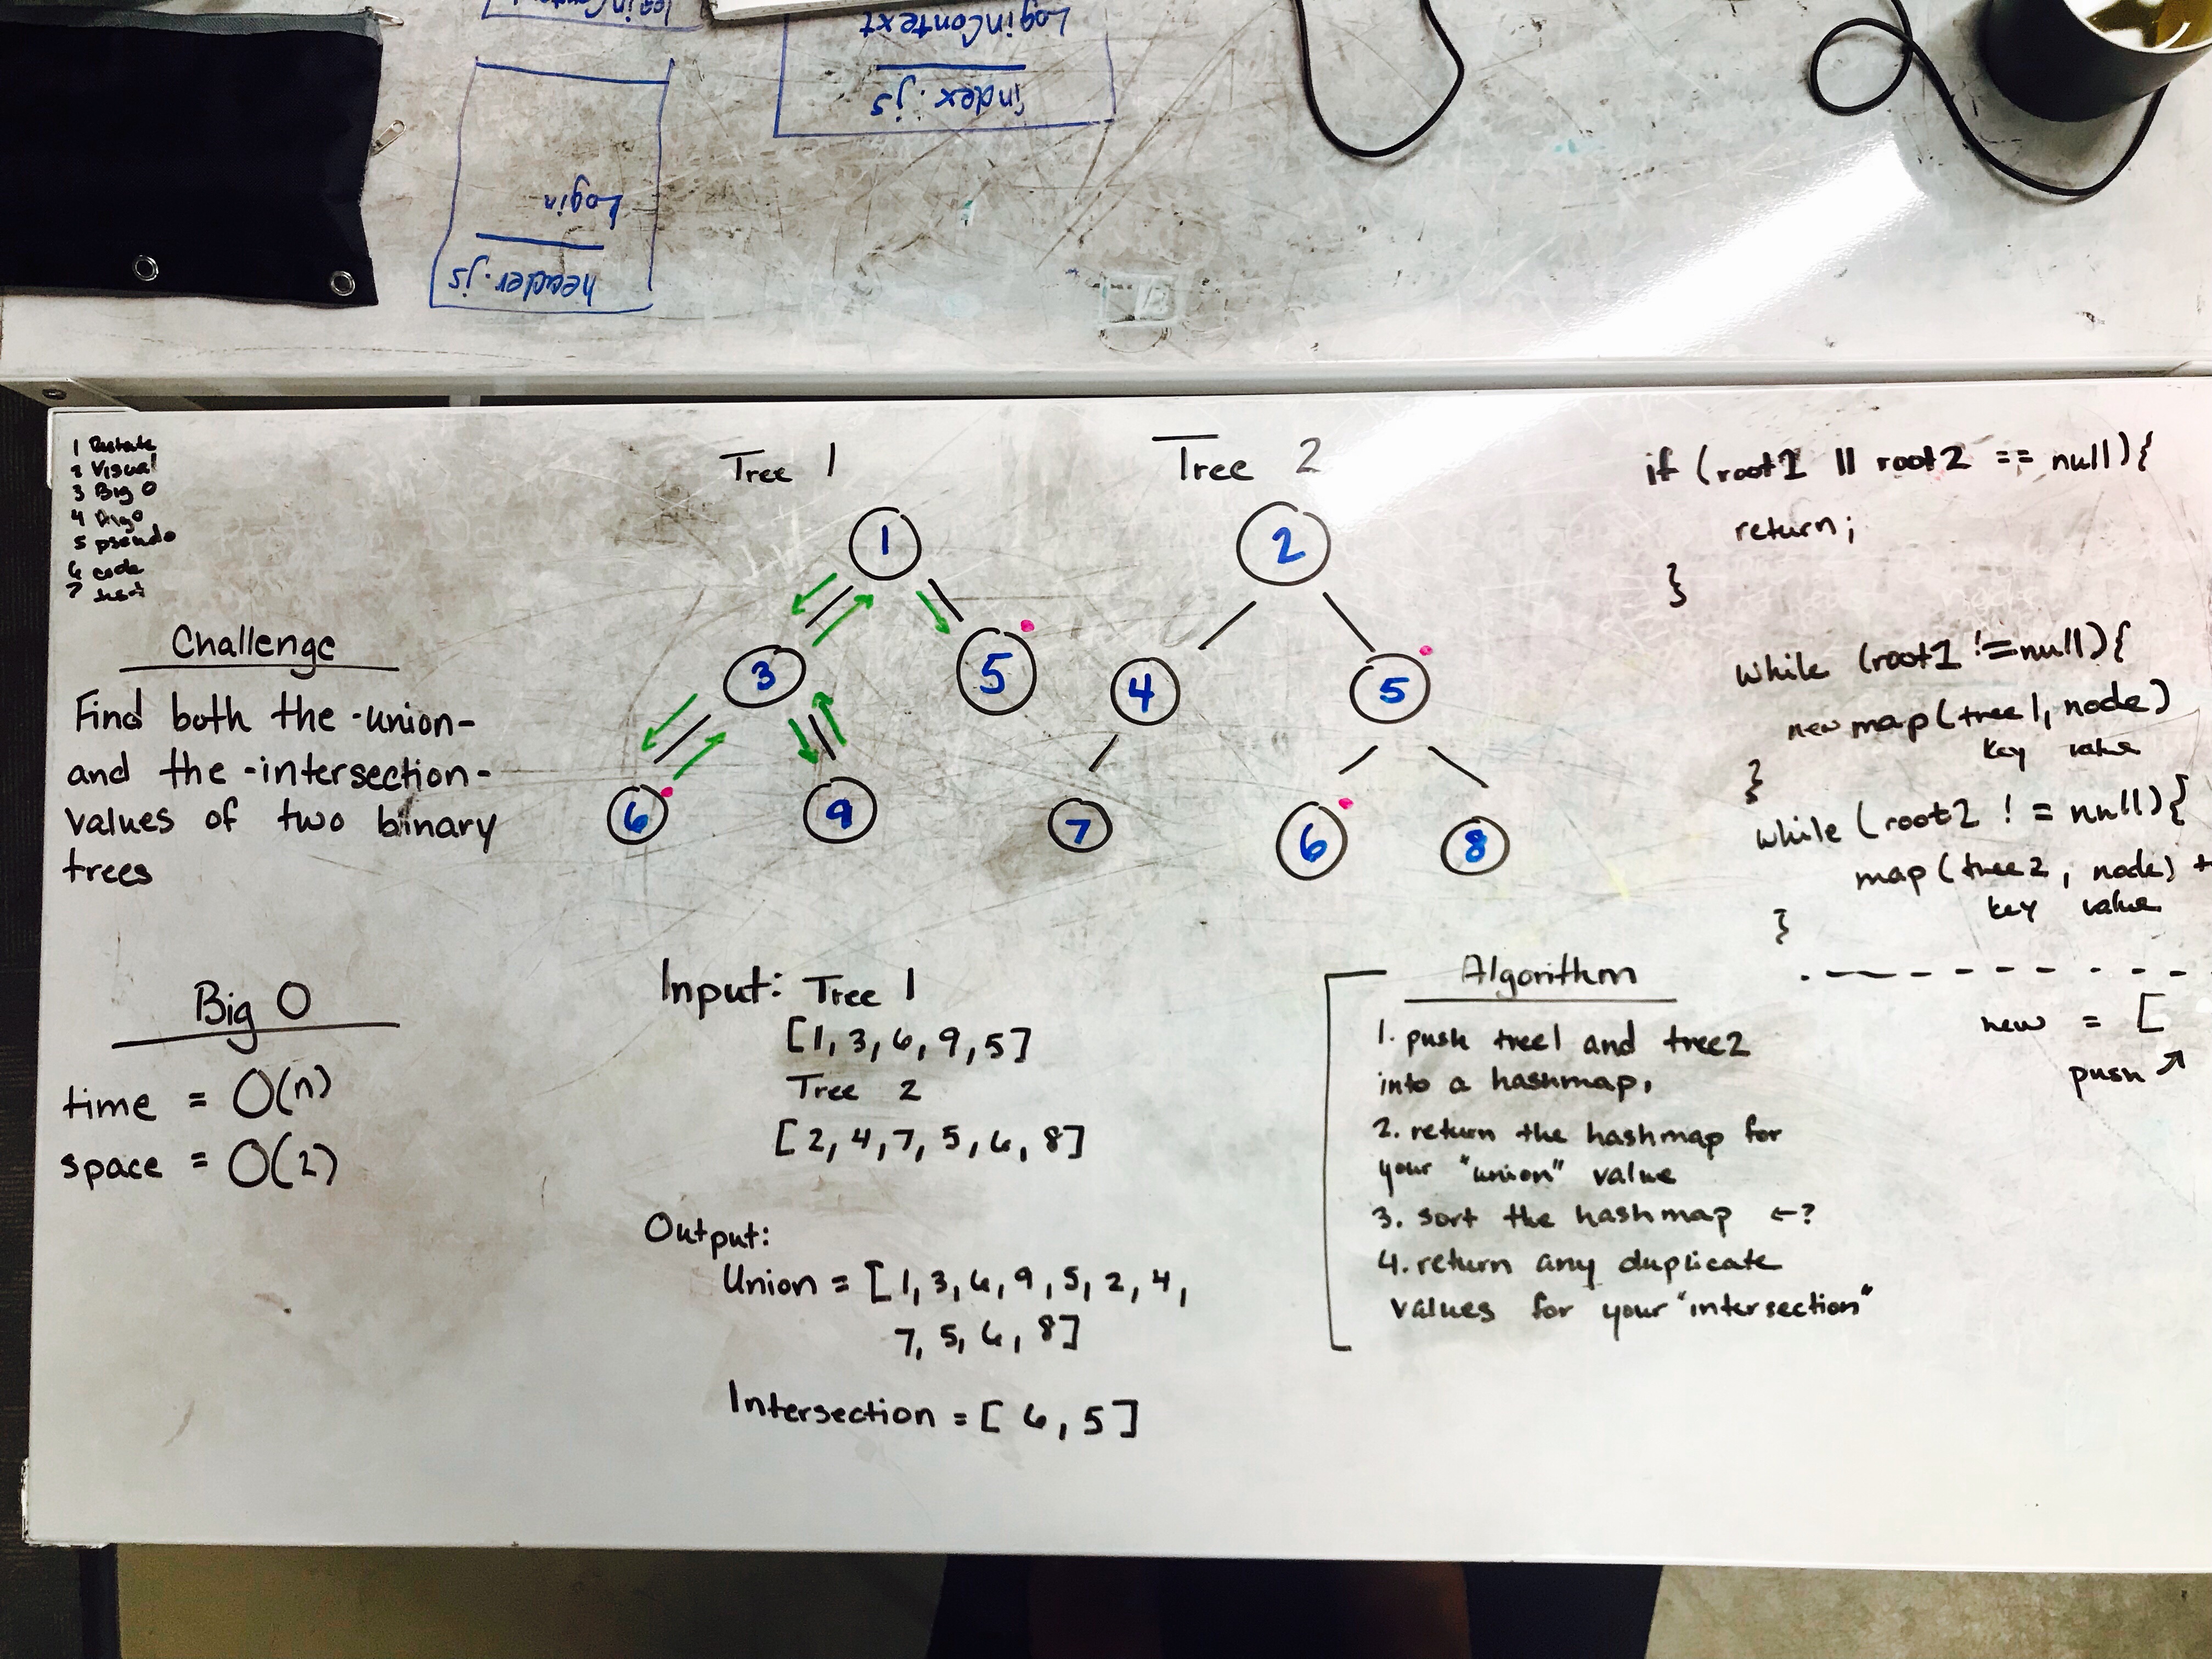 loginContext
LoginContext
index.js
Login
header.js
1 Restate
2 Visual
3 Big O
4 Algo
5 psendo
6 code
7 test
Challenge
Find both the -union-
and the -intersection-
values of two binary
trees
Big O
time = O(n)
space = O(2)
Tree 1
1
3
5
6
9
Tree 2
2
4
5
7
6
8
Input: Tree 1
[1, 3, 6, 9, 5]
Tree 2
[2, 4, 7, 5, 6, 8]
Output:
Union = [1, 3, 6, 9, 5, 2, 4,
7, 5, 6, 8]
Intersection = [ 6, 5 ]
if (root1 || root2 == null){
return;
}
while (root1 != null){
new map(tree1, node)
key value
}
while (root2 != null){
map(tree2, node) +
key value
}
Algorithm
1. push tree1 and tree2
into a hashmap.
2. return the hashmap for
your "union" value
3. sort the hashmap ←?
4. return any duplicate
values for your "intersection"
new = [
push ↗